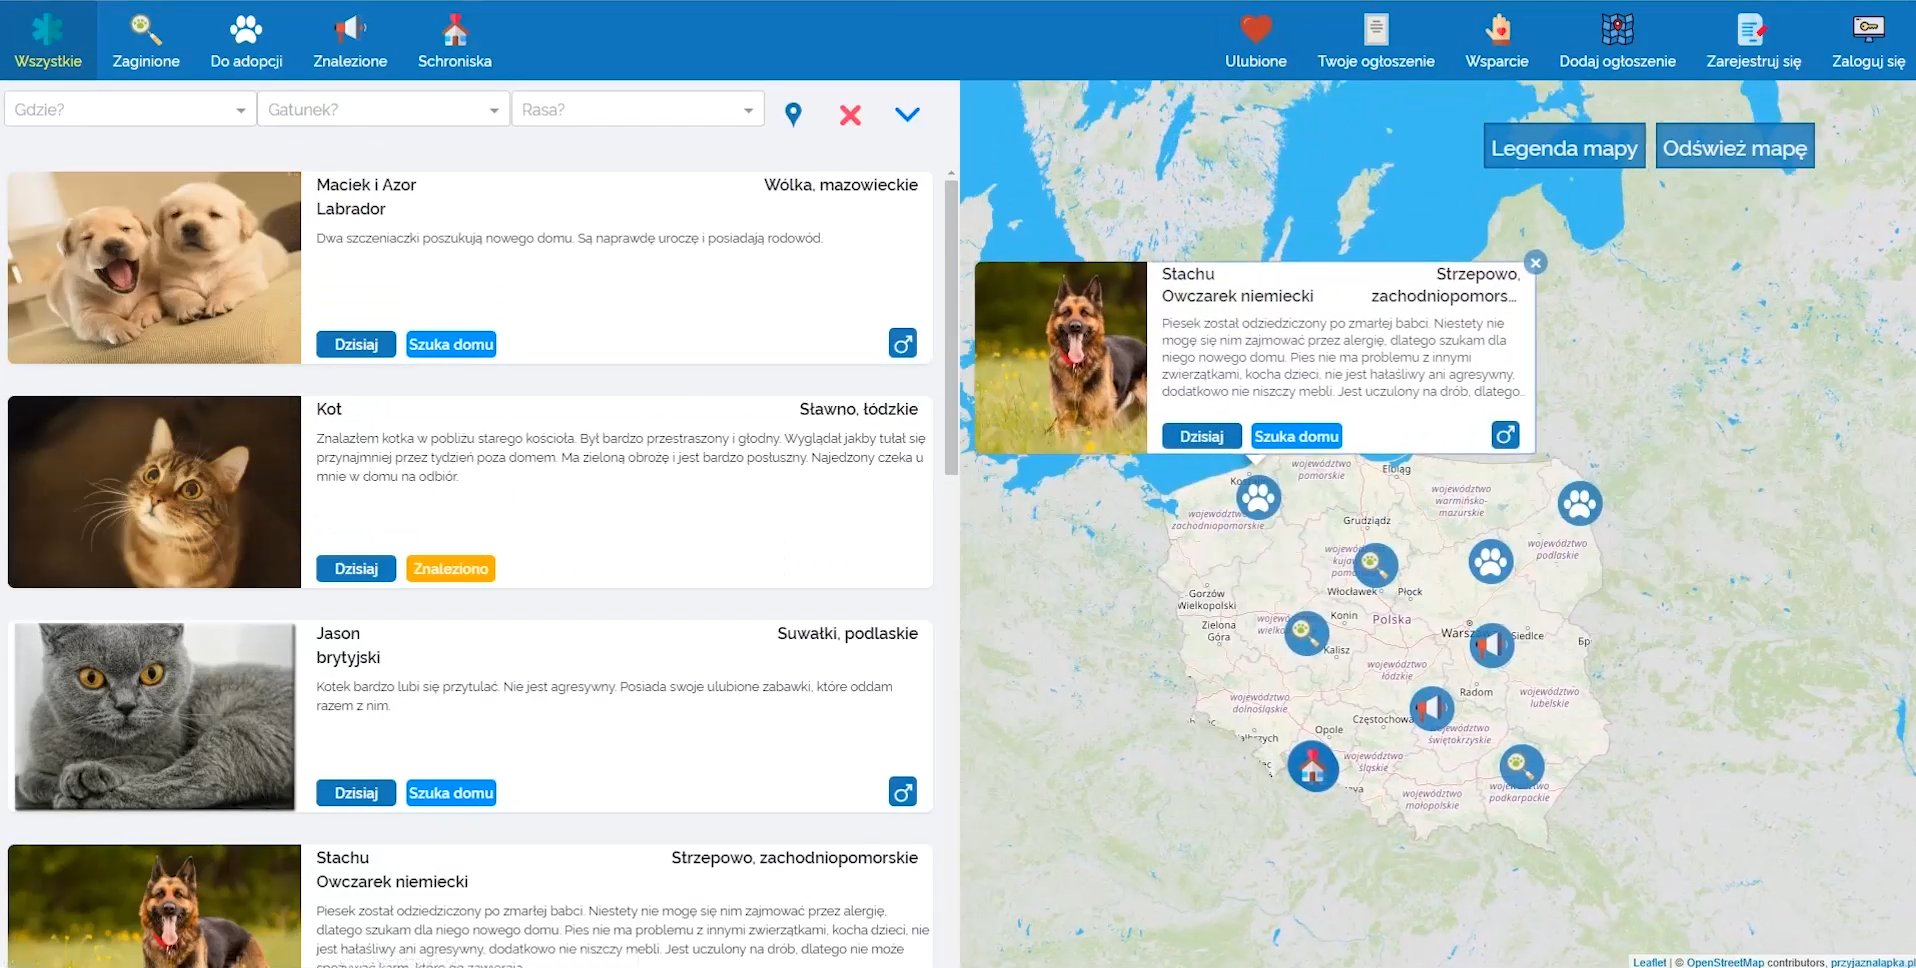 Wszystkie
Zaginione
Do adopcji
Znalezione
Schroniska
Ulubione
Twoje ogłoszenie
Wsparcie
Dodaj ogłoszenie
Zarejestruj się
Zaloguj się
Gdzie?
Gatunek?
Rasa?
Maciek i Azor
Wólka, mazowieckie
Labrador
Dwa szczeniaczki poszukują nowego domu. Są naprawdę uroczę i posiadają rodowód.
Dzisiaj
Szuka domu
Kot
Sławno, łódzkie
Znalazłem kotka w pobliżu starego kościoła. Był bardzo przestraszony i głodny. Wyglądał jakby tułał się
przynajmniej przez tydzień poza domem. Ma zieloną obrożę i jest bardzo posłuszny. Najedzony czeka u
mnie w domu na odbiór.
Dzisiaj
Znaleziono
Jason
Suwałki, podlaskie
brytyjski
Kotek bardzo lubi się przytulać. Nie jest agresywny. Posiada swoje ulubione zabawki, które oddam
razem z nim.
Dzisiaj
Szuka domu
Stachu
Strzepowo, zachodniopomorskie
Owczarek niemiecki
Piesek został odziedziczony po zmarłej babci. Niestety nie mogę się nim zajmować przez alergię,
dlatego szukam dla niego nowego domu. Pies nie ma problemu z innymi zwierzątkami, kocha dzieci, nie
jest hałaśliwy ani agresywny, dodatkowo nie niszczy mebli. Jest uczulony na drób, dlatego nie może
spożywać karm, które go zawierają.
Legenda mapy
Odśwież mapę
Stachu
Strzepowo,
Owczarek niemiecki
zachodniopomors...
Piesek został odziedziczony po zmarłej babci. Niestety nie
mogę się nim zajmować przez alergię, dlatego szukam dla
niego nowego domu. Pies nie ma problemu z innymi
zwierzątkami, kocha dzieci, nie jest hałaśliwy ani agresywny,
dodatkowo nie niszczy mebli. Jest uczulony na drób, dlatego...
Dzisiaj
Szuka domu
województwo
pomorskie
Elbląg
województwo
warmińsko-
mazurskie
zachodniopomorskie
Grudziądz
województwo
podlaskie
Włocławek
Płock
Gorzów
Wielkopolski
Konin
Zielona
Góra
Polska
Siedlce
Kalisz
województwo
łódzkie
Radom
województwo
lubelskie
województwo
dolnośląskie
Częstochowa
Opole
świętokrzyskie
województwo
śląskie
województwo
małopolskie
podkarpackie
Leaflet | © OpenStreetMap contributors, przyjaznalapka.pl